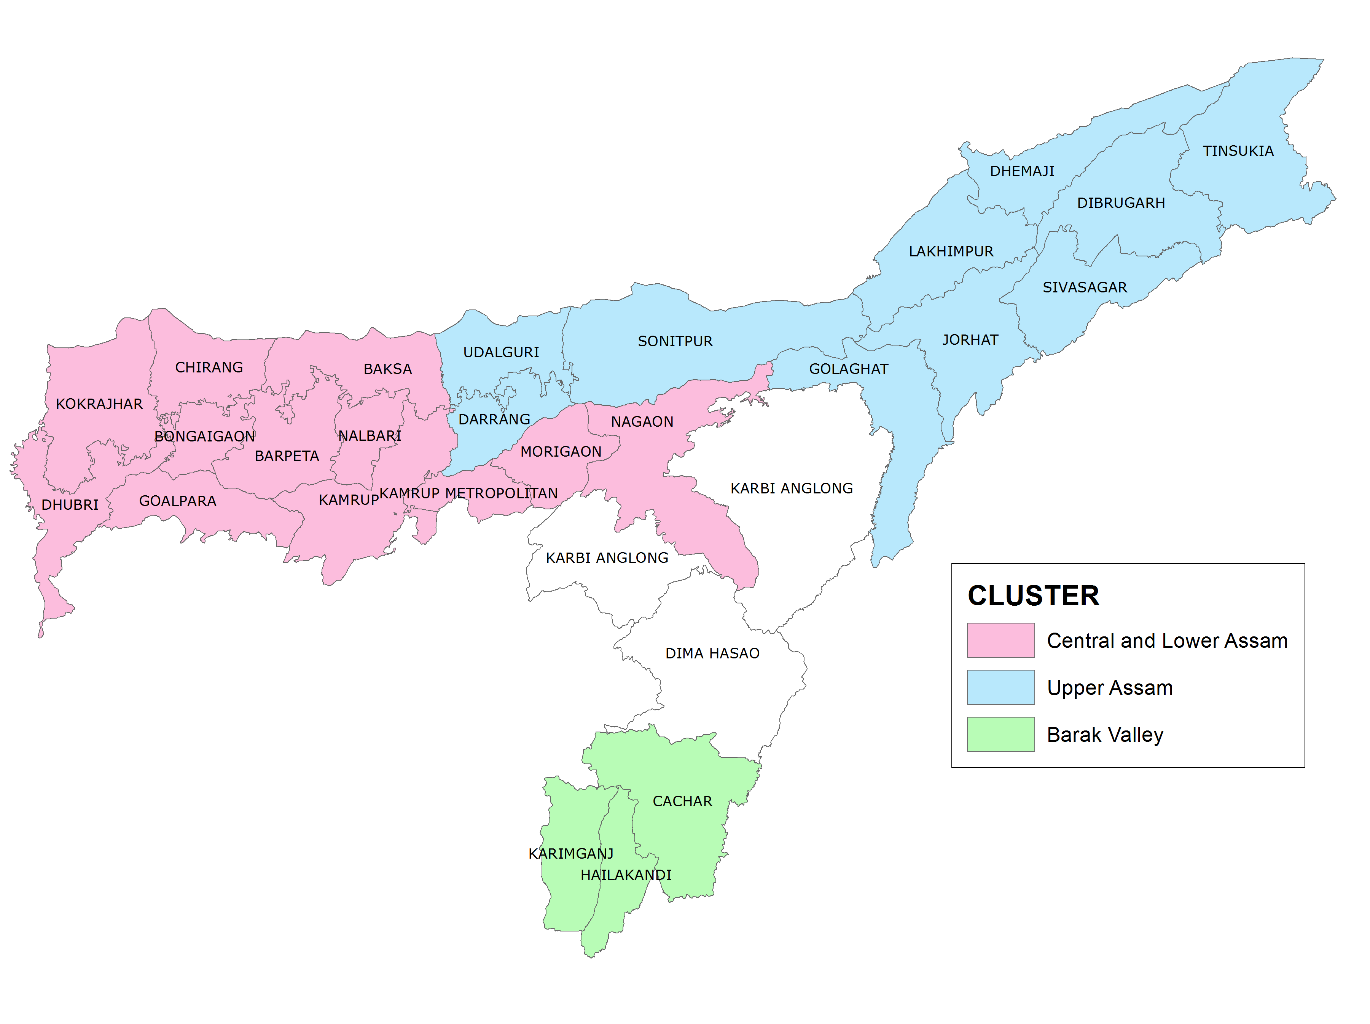 TINSUKIA
DHEMAJI
DIBRUGARH
LAKHIMPUR
SIVASAGAR
SONITPUR
JORHAT
UDALGURI
GOLAGHAT
CHIRANG
BAKSA
KOKRAJHAR
DARRANG
NAGAON
BONGAIGAON
NALBARI
MORIGAON
BARPETA
KARBI ANGLONG
KAMRUP METROPOLITAN
KAMRUP
GOALPARA
DHUBRI
KARBI ANGLONG
DIMA HASAO
CACHAR
KARIMGANJ
HAILAKANDI
CLUSTER
Central and Lower Assam
Upper Assam
Barak Valley